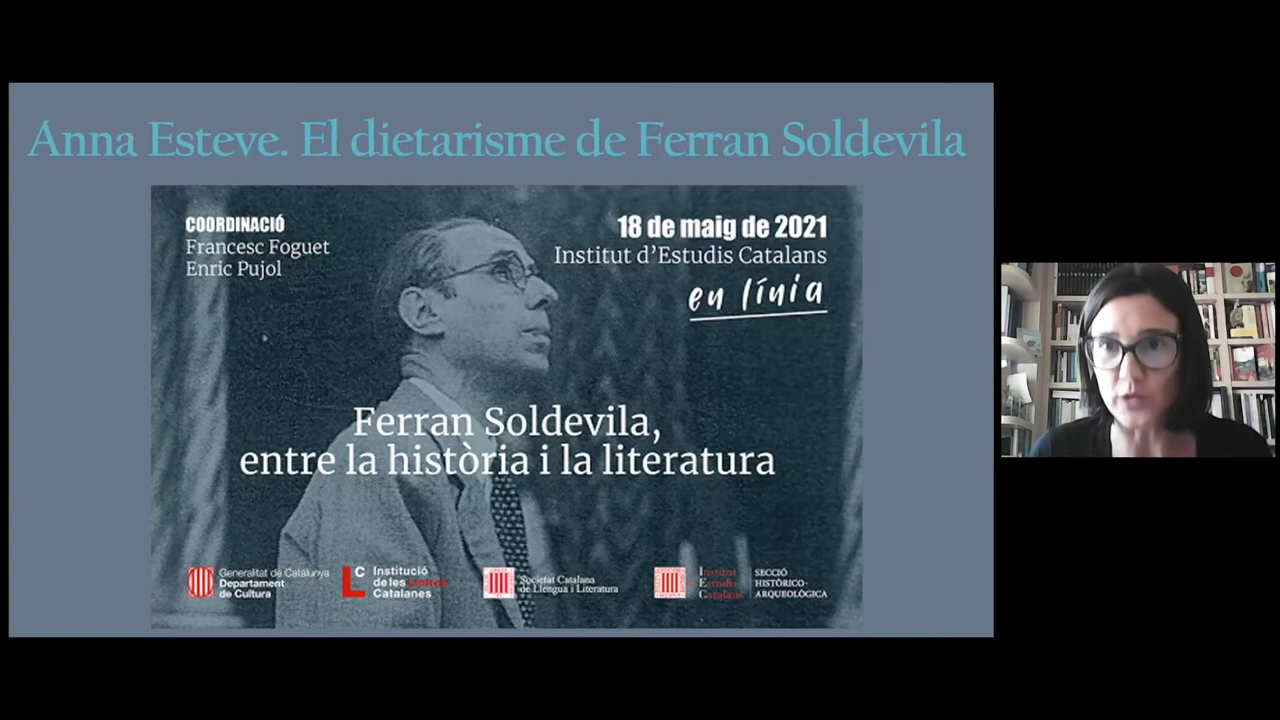 Anna Esteve. El dietarisme de Ferran Soldevila
COORDINACIÓ
Francesc Foguet
Enric Pujol
18 de maig de 2021
Institut d'Estudis Catalans
en línia
Ferran Soldevila,
entre la història i la literatura
Generalitat de Catalunya
Departament
de Cultura
LC
Institució
de les Lletres
Catalanes
Societat Catalana
de Llengua i Literatura
Institut
d'Estudis
Catalans
SECCIÓ
HISTÒRICO-
ARQUEOLÒGICA